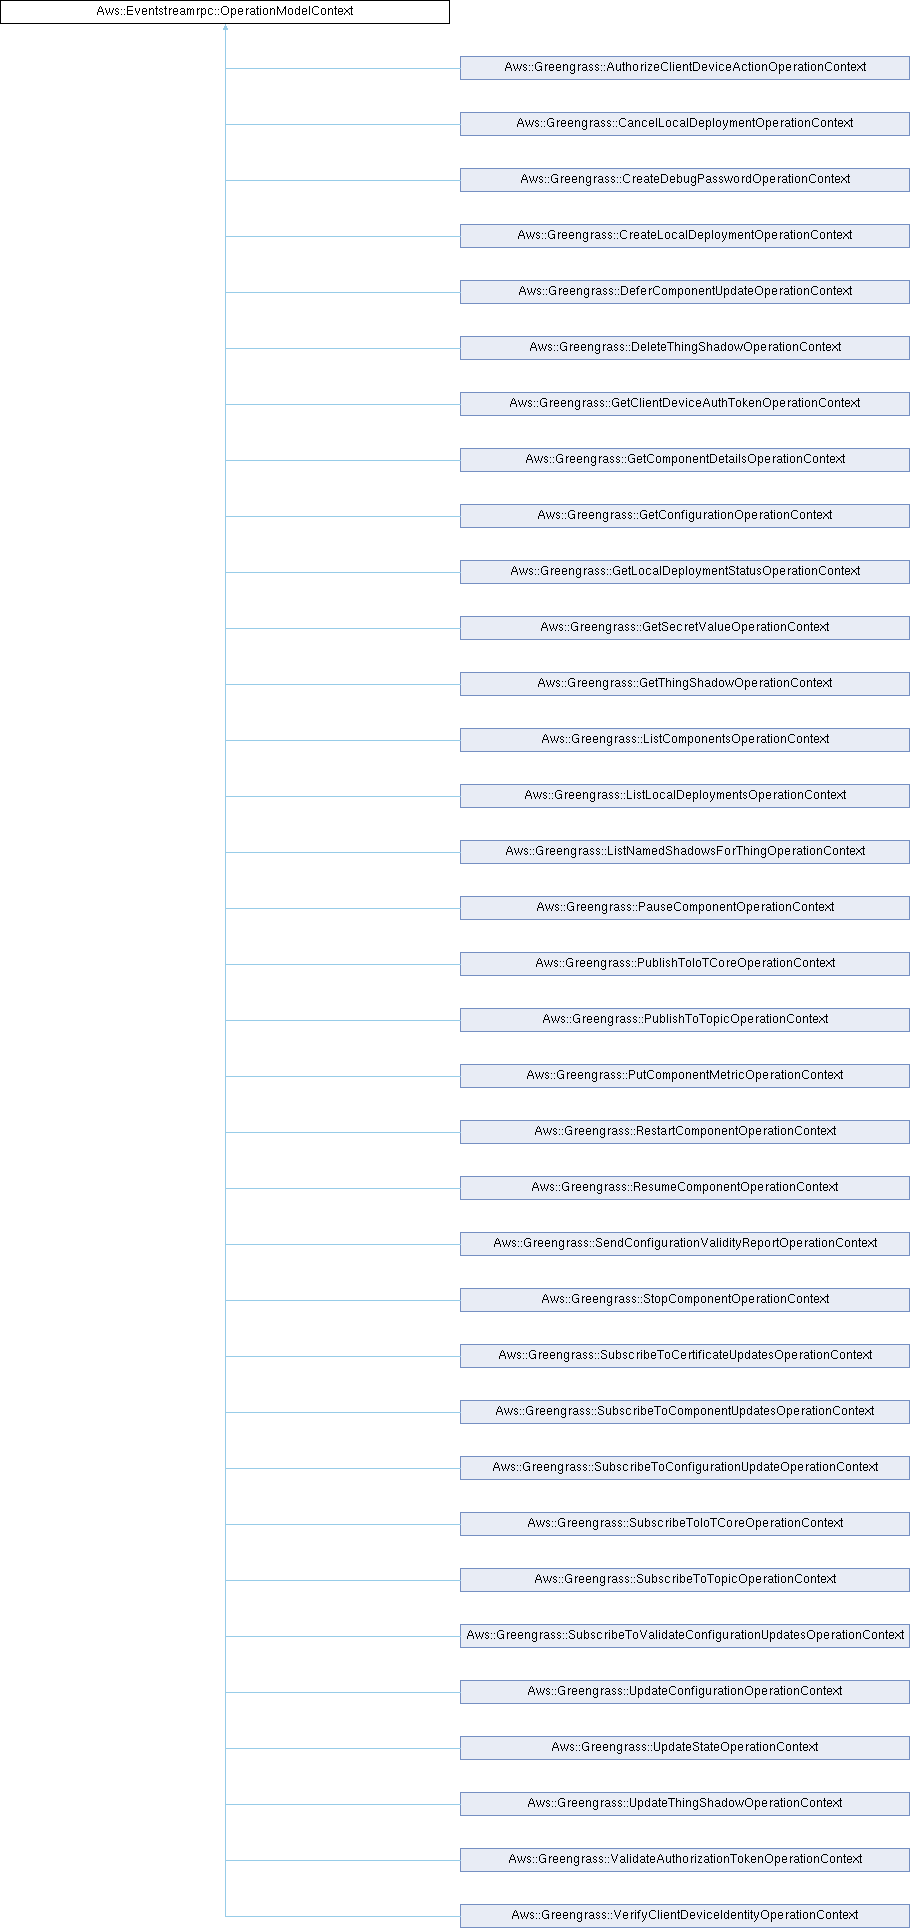 Aws::Eventstreamrpc::OperationModelContext
Aws::Greengrass::AuthorizeClientDeviceActionOperationContext
Aws::Greengrass::CancelLocalDeploymentOperationContext
Aws::Greengrass::CreateDebugPasswordOperationContext
Aws::Greengrass::CreateLocalDeploymentOperationContext
Aws::Greengrass::DeferComponentUpdateOperationContext
Aws::Greengrass::DeleteThingShadowOperationContext
Aws::Greengrass::GetClientDeviceAuthTokenOperationContext
Aws::Greengrass::GetComponentDetailsOperationContext
Aws::Greengrass::GetConfigurationOperationContext
Aws::Greengrass::GetLocalDeploymentStatusOperationContext
Aws::Greengrass::GetSecretValueOperationContext
Aws::Greengrass::GetThingShadowOperationContext
Aws::Greengrass::ListComponentsOperationContext
Aws::Greengrass::ListLocalDeploymentsOperationContext
Aws::Greengrass::ListNamedShadowsForThingOperationContext
Aws::Greengrass::PauseComponentOperationContext
Aws::Greengrass::PublishToIoTCoreOperationContext
Aws::Greengrass::PublishToTopicOperationContext
Aws::Greengrass::PutComponentMetricOperationContext
Aws::Greengrass::RestartComponentOperationContext
Aws::Greengrass::ResumeComponentOperationContext
Aws::Greengrass::SendConfigurationValidityReportOperationContext
Aws::Greengrass::StopComponentOperationContext
Aws::Greengrass::SubscribeToCertificateUpdatesOperationContext
Aws::Greengrass::SubscribeToComponentUpdatesOperationContext
Aws::Greengrass::SubscribeToConfigurationUpdateOperationContext
Aws::Greengrass::SubscribeToIoTCoreOperationContext
Aws::Greengrass::SubscribeToTopicOperationContext
Aws::Greengrass::SubscribeToValidateConfigurationUpdatesOperationContext
Aws::Greengrass::UpdateConfigurationOperationContext
Aws::Greengrass::UpdateStateOperationContext
Aws::Greengrass::UpdateThingShadowOperationContext
Aws::Greengrass::ValidateAuthorizationTokenOperationContext
Aws::Greengrass::VerifyClientDeviceIdentityOperationContext